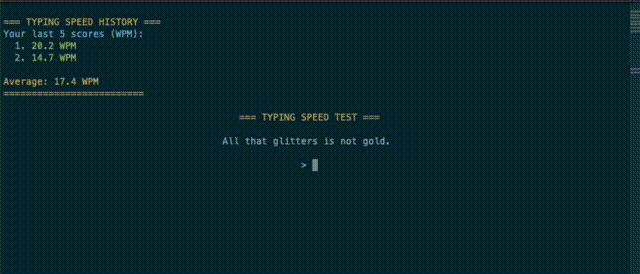 === TYPING SPEED HISTORY ===
Your last 5 scores (WPM):
1. 20.2 WPM
2. 14.7 WPM
Average: 17.4 WPM
=========================
=== TYPING SPEED TEST ===
All that glitters is not gold.
>